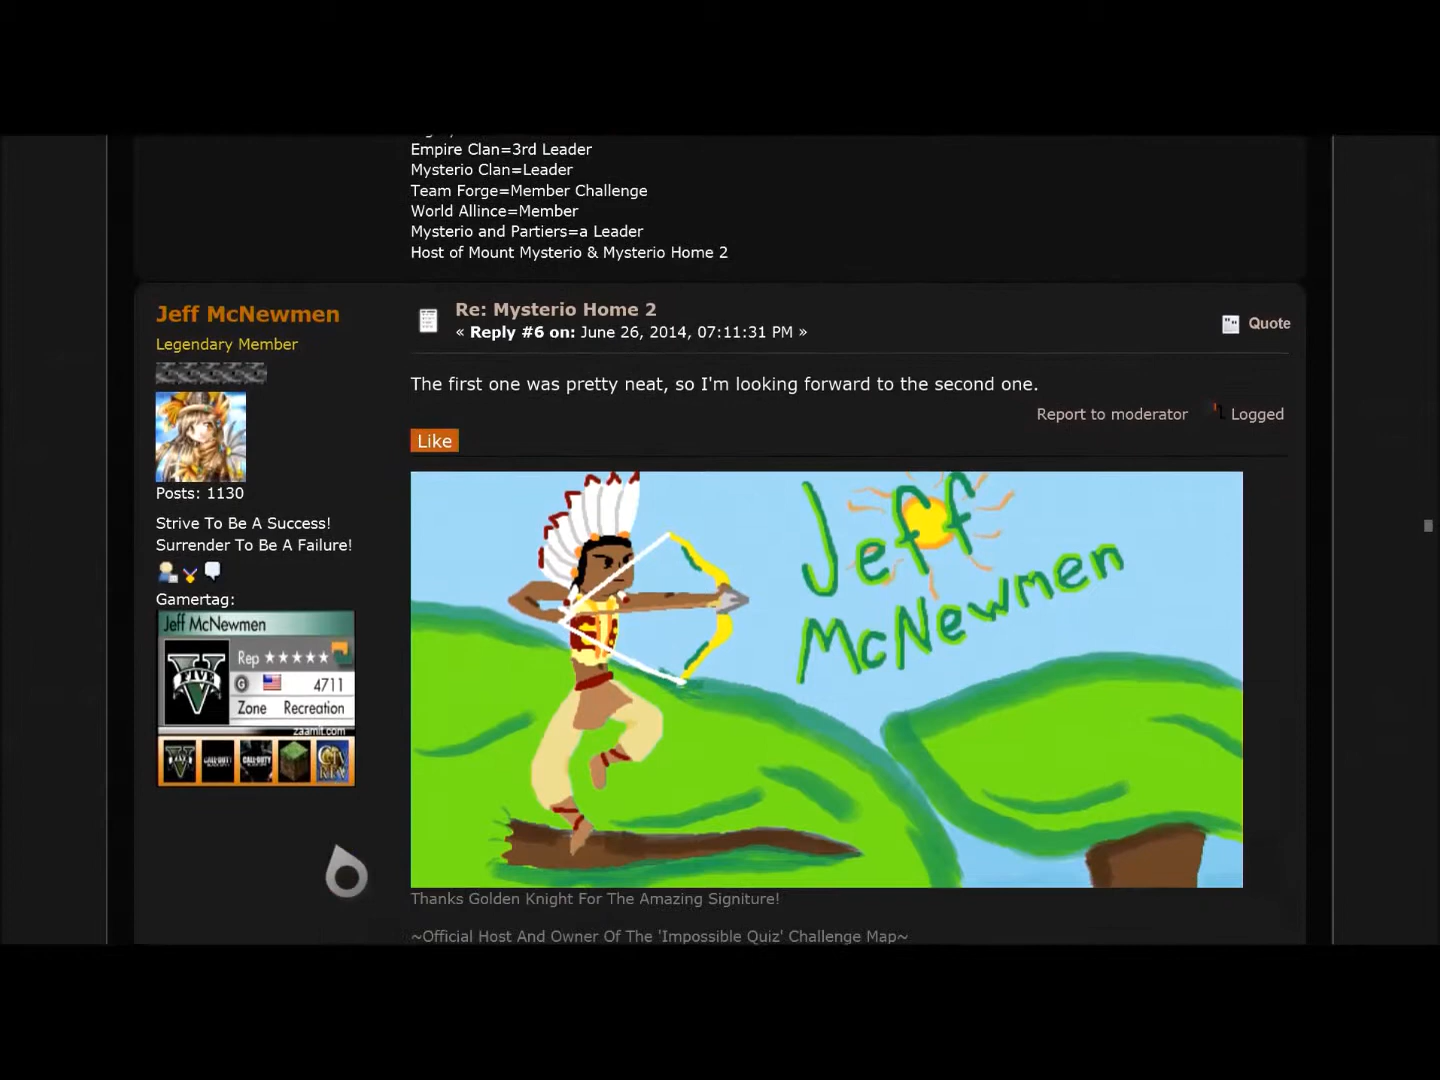 Empire Clan=3rd Leader
Mysterio Clan=Leader
Team Forge=Member Challenge
World Allince=Member
Mysterio and Partiers=a Leader
Host of Mount Mysterio & Mysterio Home 2
Jeff McNewmen
Legendary Member
Posts: 1130
Strive To Be A Success!
Surrender To Be A Failure!
Gamertag:
Jeff McNewmen
Rep ★★★★★
G 4711
Zone Recreation
zaamit.com
Re: Mysterio Home 2
« Reply #6 on: June 26, 2014, 07:11:31 PM »
Quote
The first one was pretty neat, so I'm looking forward to the second one.
Report to moderator Logged
Like
Jeff
McNewmen
Thanks Golden Knight For The Amazing Signiture!
~Official Host And Owner Of The 'Impossible Quiz' Challenge Map~